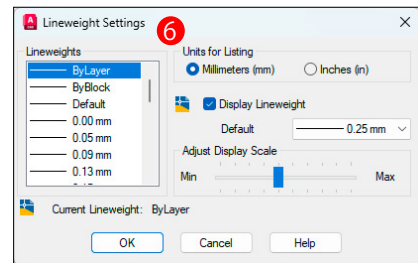 Lineweight Settings
6
Lineweights
ByLayer
ByBlock
Default
0.00 mm
0.05 mm
0.09 mm
0.13 mm
Units for Listing
Millimeters (mm) Inches (in)
Display Lineweight
Default 0.25 mm
Adjust Display Scale
Min Max
Current Lineweight: ByLayer
OK Cancel Help